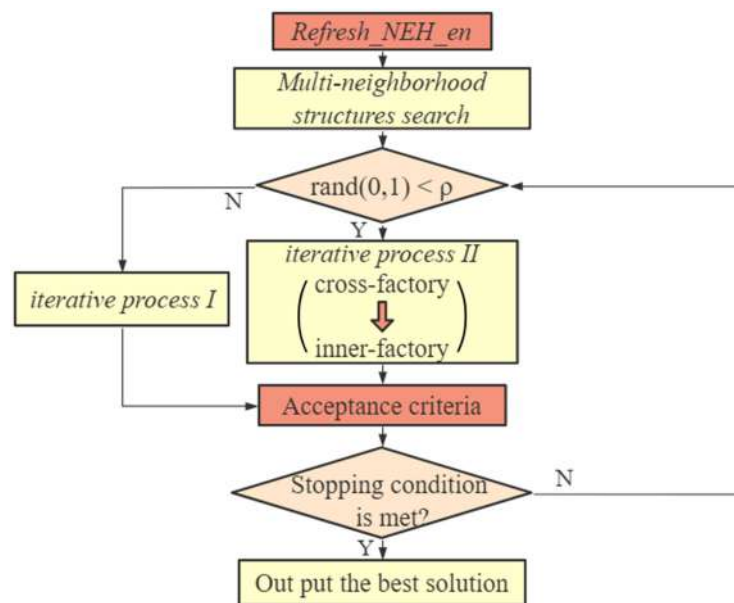 Refresh_NEH_en
Multi-neighborhood
structures search
rand(0,1) < ρ
N
Y
iterative process II
cross-factory
iterative process I
inner-factory
Acceptance criteria
Stopping condition
is met?
N
Y
Out put the best solution